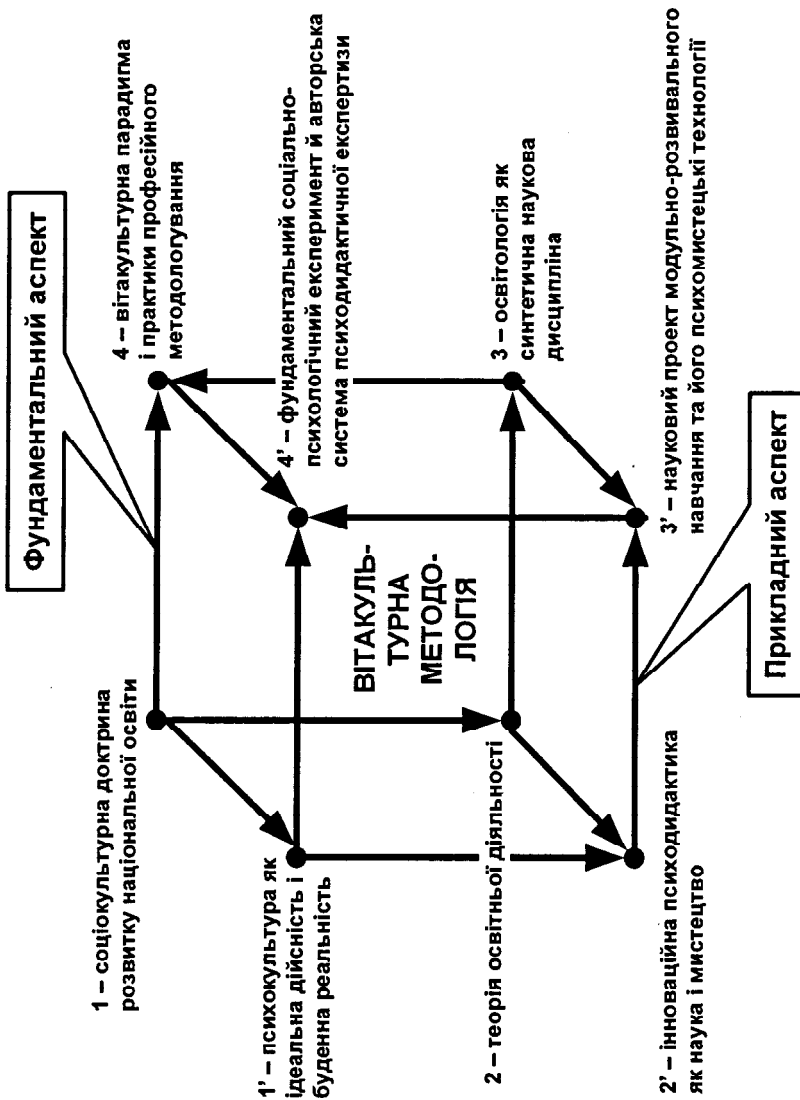 Фундаментальний аспект
4 – вітакультурна парадигма
і практики професійного
методологування
1 – соціокультурна доктрина
розвитку національної освіти
4’ – фундаментальний соціально-
психологічний експеримент й авторська
система психодидактичної експертизи
1’ – психокультура як
ідеальна дійсність і
буденна реальність
ВІТАКУЛЬ-
ТУРНА
МЕТОДО-
ЛОГІЯ
3 – освітологія як
синтетична наукова
дисципліна
2 – теорія освітньої діяльності
3’ – науковий проект модульно-розвивального
навчання та його психомистецькі технології
2’ – інноваційна психодидактика
як наука і мистецтво
Прикладний аспект